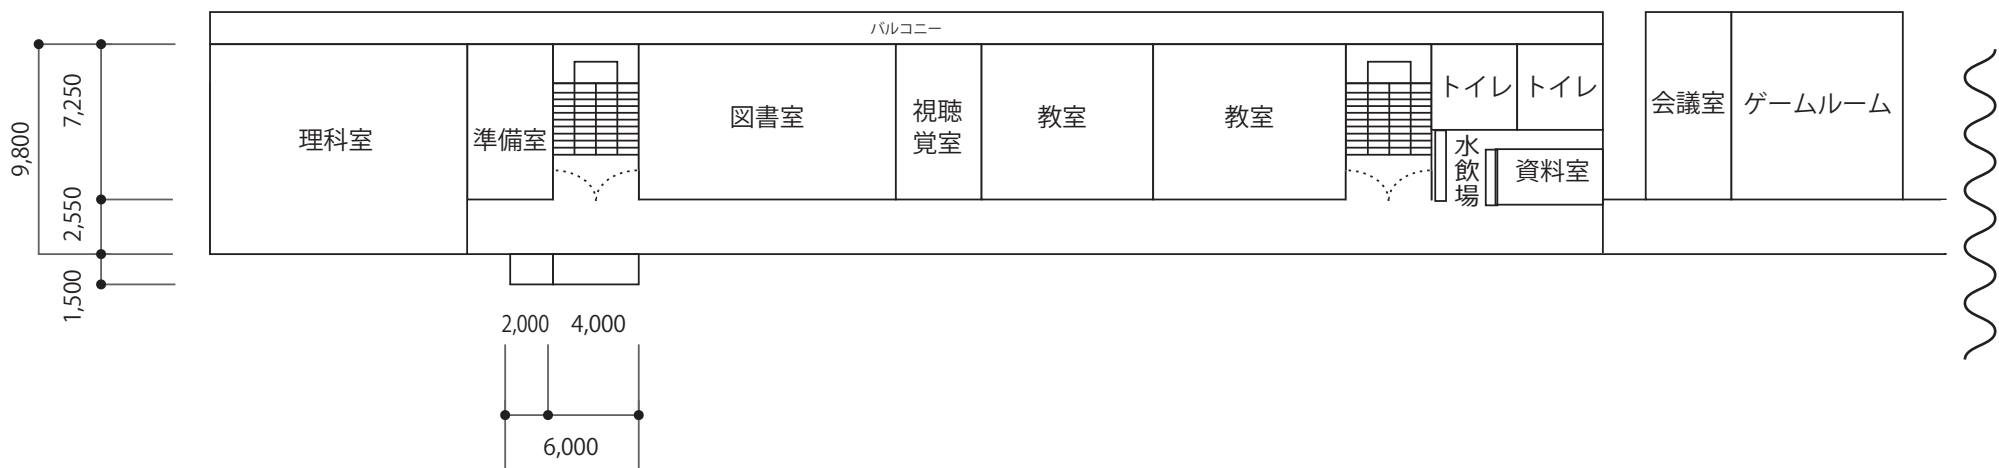 バルコニー
理科室
準備室
図書室
視聴
覚室
教室
教室
トイレ
トイレ
水飲場
資料室
会議室
ゲームルーム
9,800
7,250
2,550
1,500
2,000
4,000
6,000